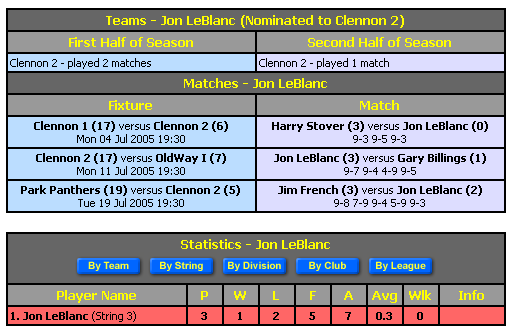 Teams - Jon LeBlanc (Nominated to Clennon 2)
First Half of Season Second Half of Season
Clennon 2 - played 2 matches Clennon 2 - played 1 match
Matches - Jon LeBlanc
Fixture Match
Clennon 1 (17) versus Clennon 2 (6) Harry Stover (3) versus Jon LeBlanc (0)
Mon 04 Jul 2005 19:30 9-3 9-5 9-3
Clennon 2 (17) versus OldWay I (7) Jon LeBlanc (3) versus Gary Billings (1)
Mon 11 Jul 2005 19:30 9-7 9-4 4-9 9-5
Park Panthers (19) versus Clennon 2 (5) Jim French (3) versus Jon LeBlanc (2)
Tue 19 Jul 2005 19:30 9-8 7-9 9-4 5-9 9-3
Statistics - Jon LeBlanc
By Team By String By Division By Club By League
Player Name P W L F A Avg Wlk Info
1. Jon LeBlanc (String 3) 3 1 2 5 7 0.3 0